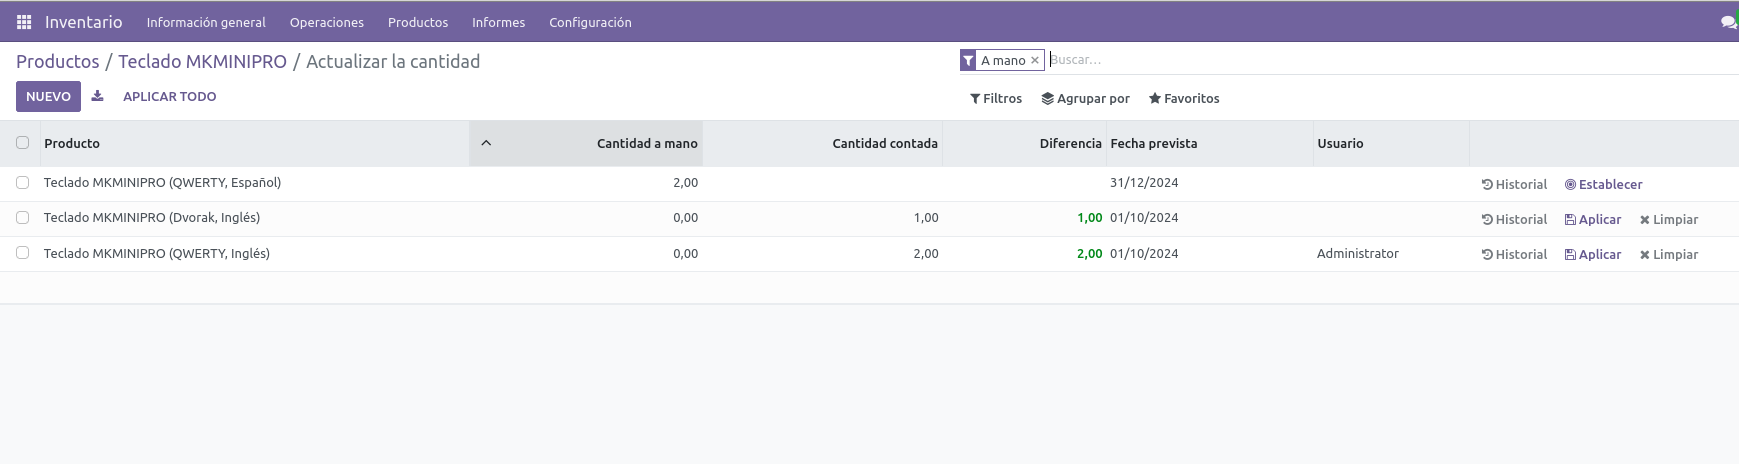 Inventario Información general Operaciones Productos Informes Configuración
Productos / Teclado MKMINIPRO / Actualizar la cantidad A mano × Buscar...
NUEVO APLICAR TODO Filtros Agrupar por Favoritos
Producto Cantidad a mano Cantidad contada Diferencia Fecha prevista Usuario
Teclado MKMINIPRO (QWERTY, Español) 2,00 31/12/2024 Historial Establecer
Teclado MKMINIPRO (Dvorak, Inglés) 0,00 1,00 1,00 01/10/2024 Historial Aplicar Limpiar
Teclado MKMINIPRO (QWERTY, Inglés) 0,00 2,00 2,00 01/10/2024 Administrator Historial Aplicar Limpiar